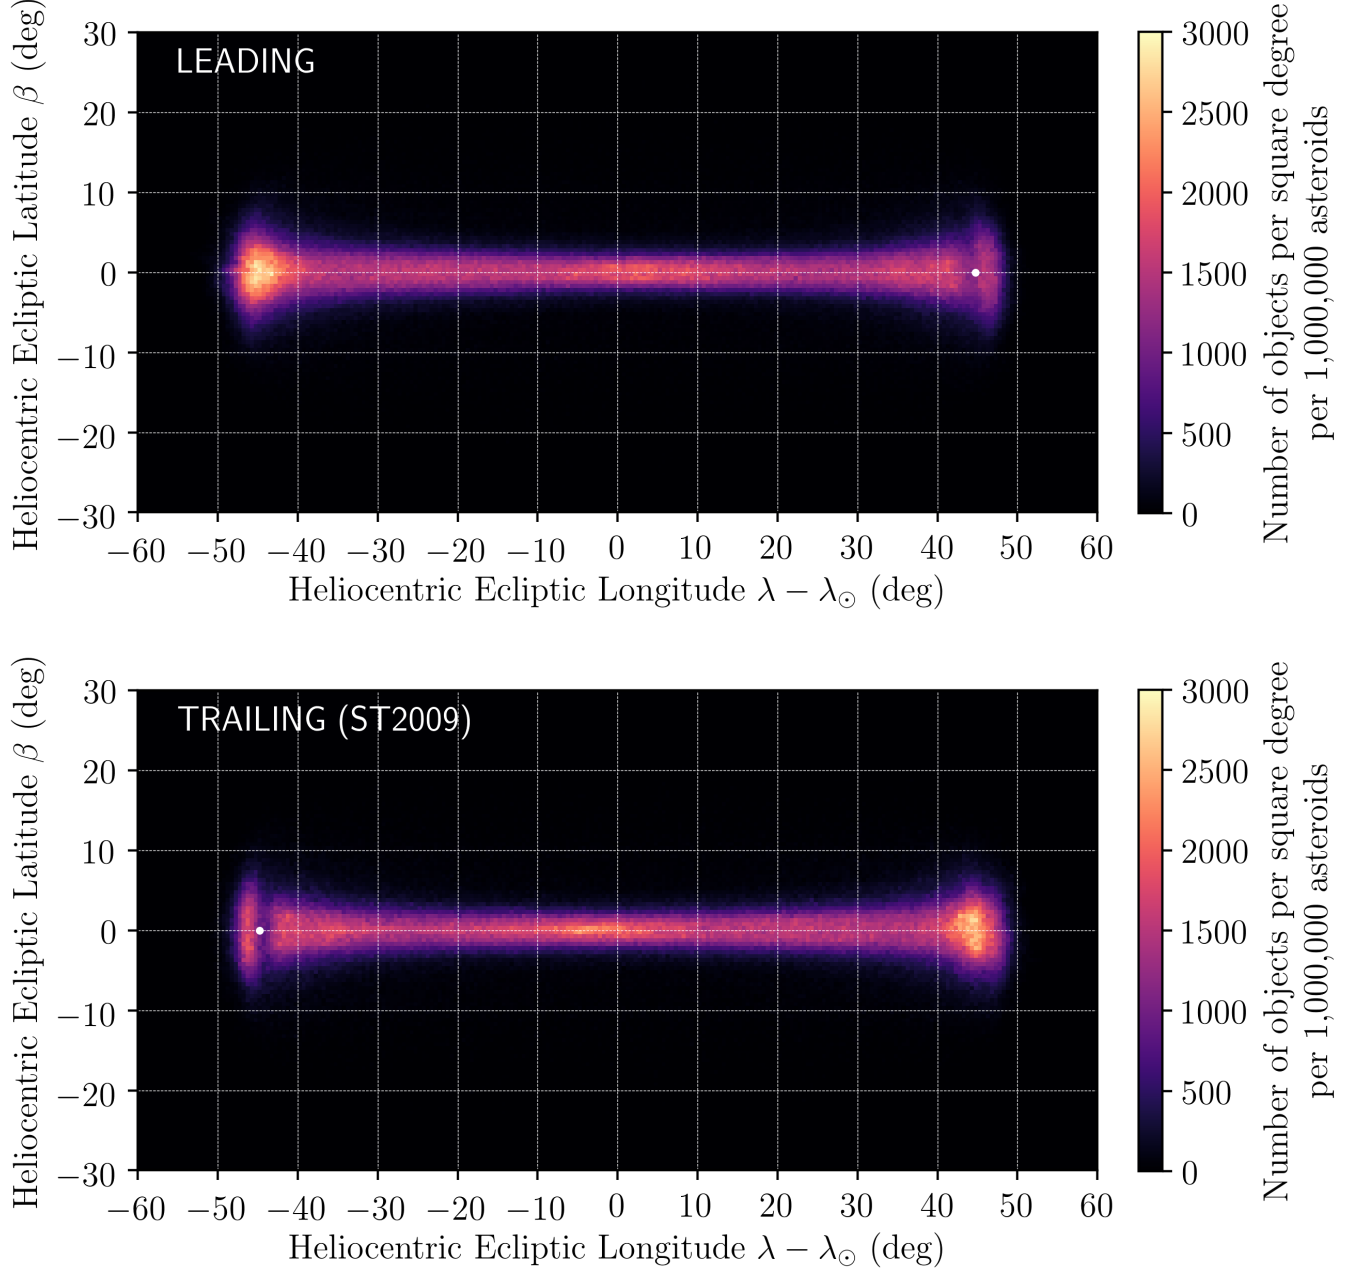 LEADING
Heliocentric Ecliptic Latitude β (deg)
30
20
10
0
−10
−20
−30
−60 −50 −40 −30 −20 −10 0 10 20 30 40 50 60
Heliocentric Ecliptic Longitude λ − λ☉ (deg)
3000
2500
2000
1500
1000
500
0
Number of objects per square degree
per 1,000,000 asteroids
TRAILING (ST2009)
Heliocentric Ecliptic Latitude β (deg)
30
20
10
0
−10
−20
−30
−60 −50 −40 −30 −20 −10 0 10 20 30 40 50 60
Heliocentric Ecliptic Longitude λ − λ☉ (deg)
3000
2500
2000
1500
1000
500
0
Number of objects per square degree
per 1,000,000 asteroids